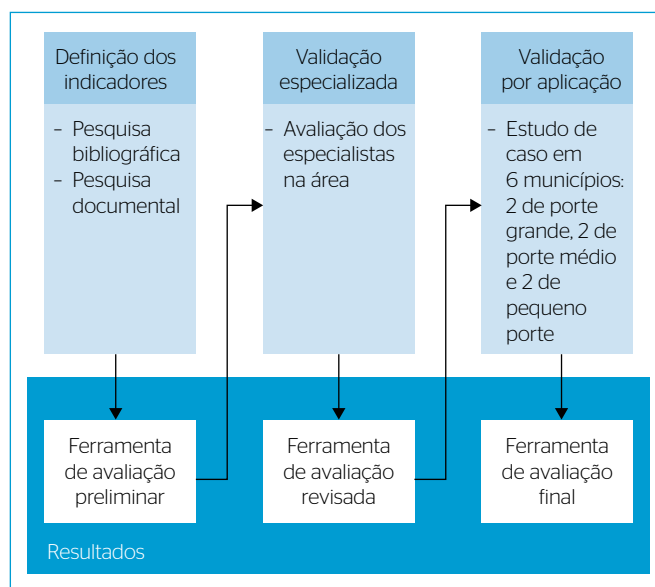 Definição dos
indicadores
– Pesquisa
bibliográfica
– Pesquisa
documental
Validação
especializada
– Avaliação dos
especialistas
na área
Validação
por aplicação
– Estudo de
caso em
6 municípios:
2 de porte
grande, 2 de
porte médio
e 2 de
pequeno
porte
Ferramenta
de avaliação
preliminar
Ferramenta
de avaliação
revisada
Ferramenta
de avaliação
final
Resultados